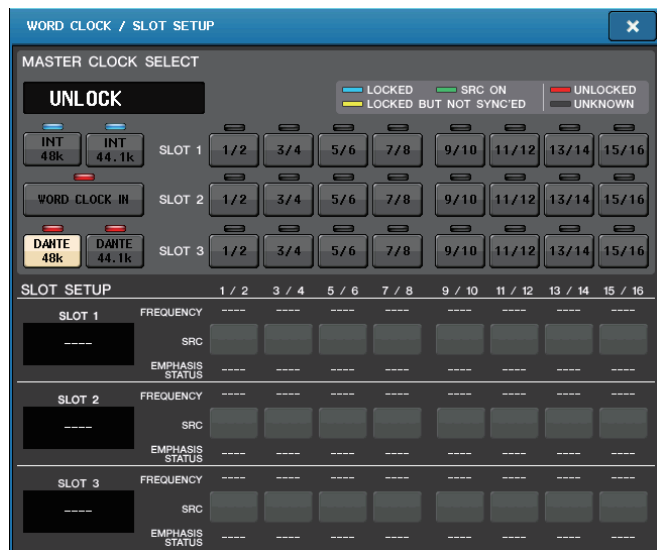 WORD CLOCK / SLOT SETUP
MASTER CLOCK SELECT
UNLOCK
LOCKED SRC ON UNLOCKED
LOCKED BUT NOT SYNC'ED UNKNOWN
INT 48k INT 44.1k SLOT 1 1/2 3/4 5/6 7/8 9/10 11/12 13/14 15/16
WORD CLOCK IN SLOT 2 1/2 3/4 5/6 7/8 9/10 11/12 13/14 15/16
DANTE 48k DANTE 44.1k SLOT 3 1/2 3/4 5/6 7/8 9/10 11/12 13/14 15/16
SLOT SETUP 1 / 2 3 / 4 5 / 6 7 / 8 9 / 10 11 / 12 13 / 14 15 / 16
SLOT 1 FREQUENCY ---- ---- ---- ---- ---- ---- ---- ----
---- SRC
EMPHASIS STATUS ---- ---- ---- ---- ---- ---- ---- ----
SLOT 2 FREQUENCY ---- ---- ---- ---- ---- ---- ---- ----
---- SRC
EMPHASIS STATUS ---- ---- ---- ---- ---- ---- ---- ----
SLOT 3 FREQUENCY ---- ---- ---- ---- ---- ---- ---- ----
---- SRC
EMPHASIS STATUS ---- ---- ---- ---- ---- ---- ---- ----